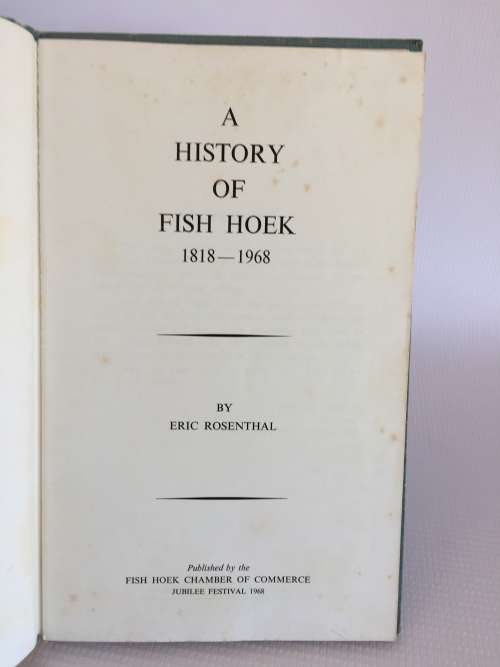 A
HISTORY
OF
FISH HOEK
1818—1968
BY
ERIC ROSENTHAL
Published by the
FISH HOEK CHAMBER OF COMMERCE
JUBILEE FESTIVAL 1968